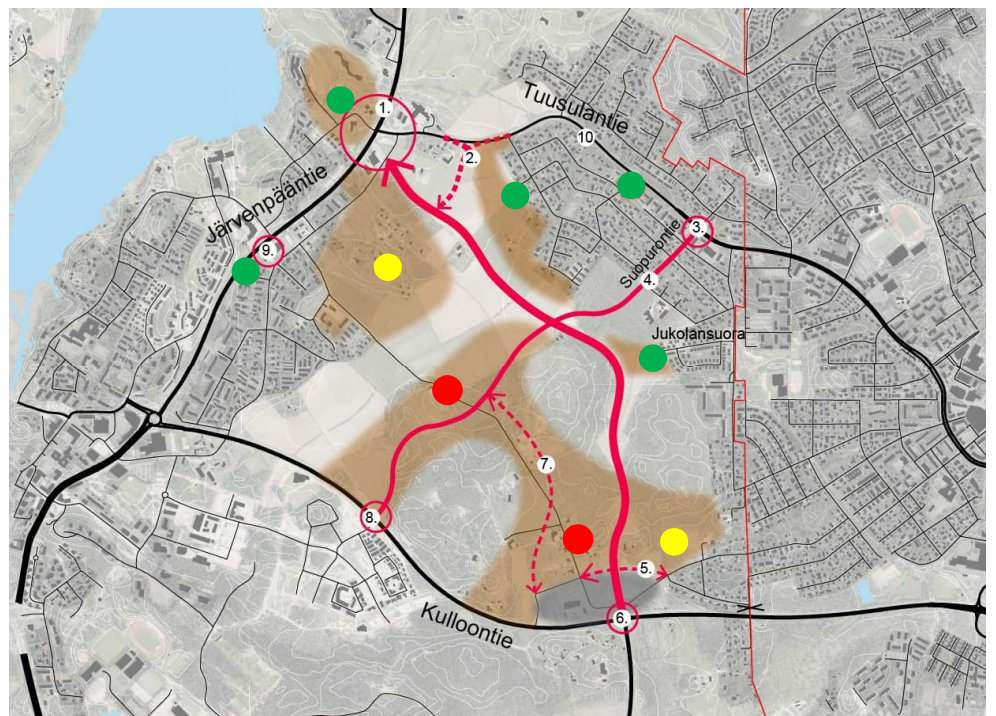 1.
Tuusulantie
2.
10
Järvenpääntie
9.
3.
Suopurontie
4.
Jukolansuora
7.
8.
5.
Kulloontie
6.